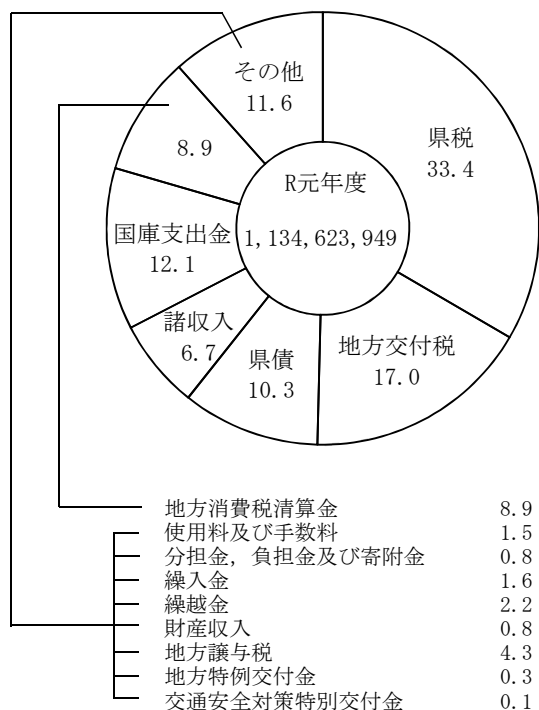 その他
11.6
県税
33.4
8.9
R元年度
1,134,623,949
国庫支出金
12.1
諸収入
6.7
県債
10.3
地方交付税
17.0
地方消費税清算金 8.9
使用料及び手数料 1.5
分担金，負担金及び寄附金 0.8
繰入金 1.6
繰越金 2.2
財産収入 0.8
地方譲与税 4.3
地方特例交付金 0.3
交通安全対策特別交付金 0.1